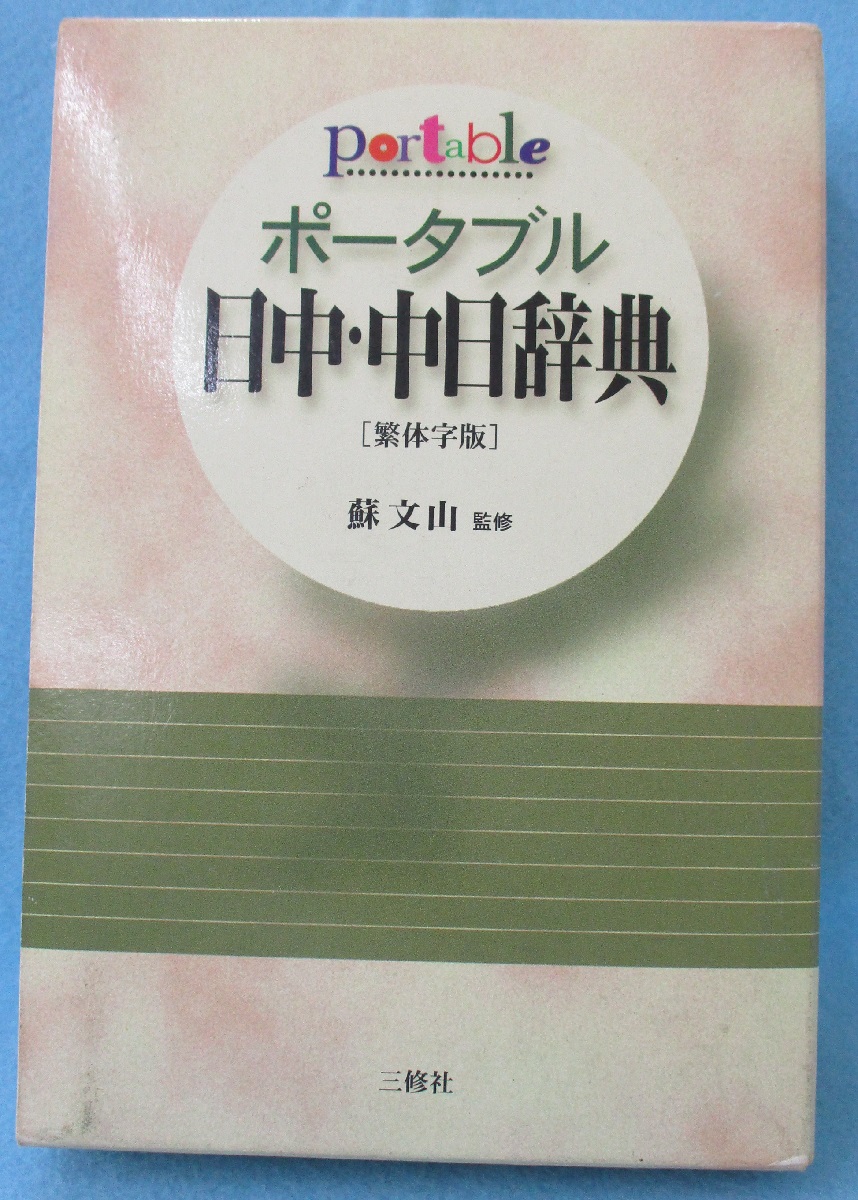 portable
ポータブル
日中・中日辞典
［繁体字版］
蘇文山 監修
三修社